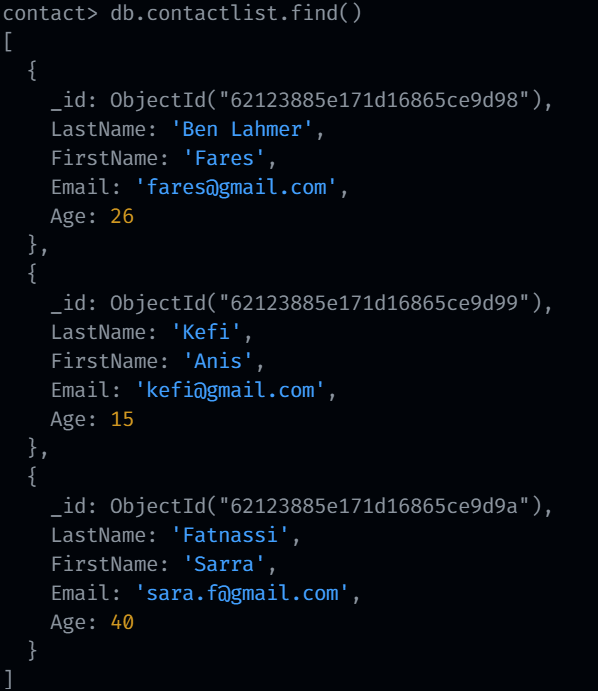 contact> db.contactlist.find()
[
  {
    _id: ObjectId("62123885e171d16865ce9d98"),
    LastName: 'Ben Lahmer',
    FirstName: 'Fares',
    Email: 'fares@gmail.com',
    Age: 26
  },
  {
    _id: ObjectId("62123885e171d16865ce9d99"),
    LastName: 'Kefi',
    FirstName: 'Anis',
    Email: 'kefi@gmail.com',
    Age: 15
  },
  {
    _id: ObjectId("62123885e171d16865ce9d9a"),
    LastName: 'Fatnassi',
    FirstName: 'Sarra',
    Email: 'sara.f@gmail.com',
    Age: 40
  }
]